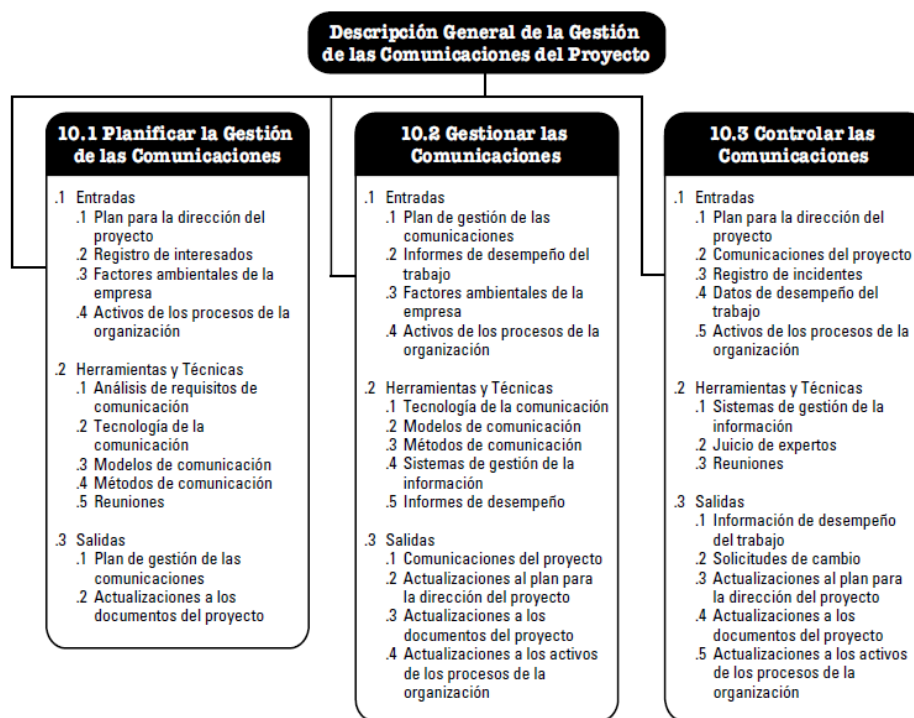 Descripción General de la Gestión
de las Comunicaciones del Proyecto
10.1 Planificar la Gestión
de las Comunicaciones
.1 Entradas
.1 Plan para la dirección del
proyecto
.2 Registro de interesados
.3 Factores ambientales de la
empresa
.4 Activos de los procesos de la
organización
.2 Herramientas y Técnicas
.1 Análisis de requisitos de
comunicación
.2 Tecnología de la
comunicación
.3 Modelos de comunicación
.4 Métodos de comunicación
.5 Reuniones
.3 Salidas
.1 Plan de gestión de las
comunicaciones
.2 Actualizaciones a los
documentos del proyecto
10.2 Gestionar las
Comunicaciones
.1 Entradas
.1 Plan de gestión de las
comunicaciones
.2 Informes de desempeño del
trabajo
.3 Factores ambientales de la
empresa
.4 Activos de los procesos de la
organización
.2 Herramientas y Técnicas
.1 Tecnología de la comunicación
.2 Modelos de comunicación
.3 Métodos de comunicación
.4 Sistemas de gestión de la
información
.5 Informes de desempeño
.3 Salidas
.1 Comunicaciones del proyecto
.2 Actualizaciones al plan para
la dirección del proyecto
.3 Actualizaciones a los
documentos del proyecto
.4 Actualizaciones a los activos
de los procesos de la
organización
10.3 Controlar las
Comunicaciones
.1 Entradas
.1 Plan para la dirección del
proyecto
.2 Comunicaciones del proyecto
.3 Registro de incidentes
.4 Datos de desempeño del
trabajo
.5 Activos de los procesos de la
organización
.2 Herramientas y Técnicas
.1 Sistemas de gestión de la
información
.2 Juicio de expertos
.3 Reuniones
.3 Salidas
.1 Información de desempeño
del trabajo
.2 Solicitudes de cambio
.3 Actualizaciones al plan para
la dirección del proyecto
.4 Actualizaciones a los
documentos del proyecto
.5 Actualizaciones a los activos
de los procesos de la
organización